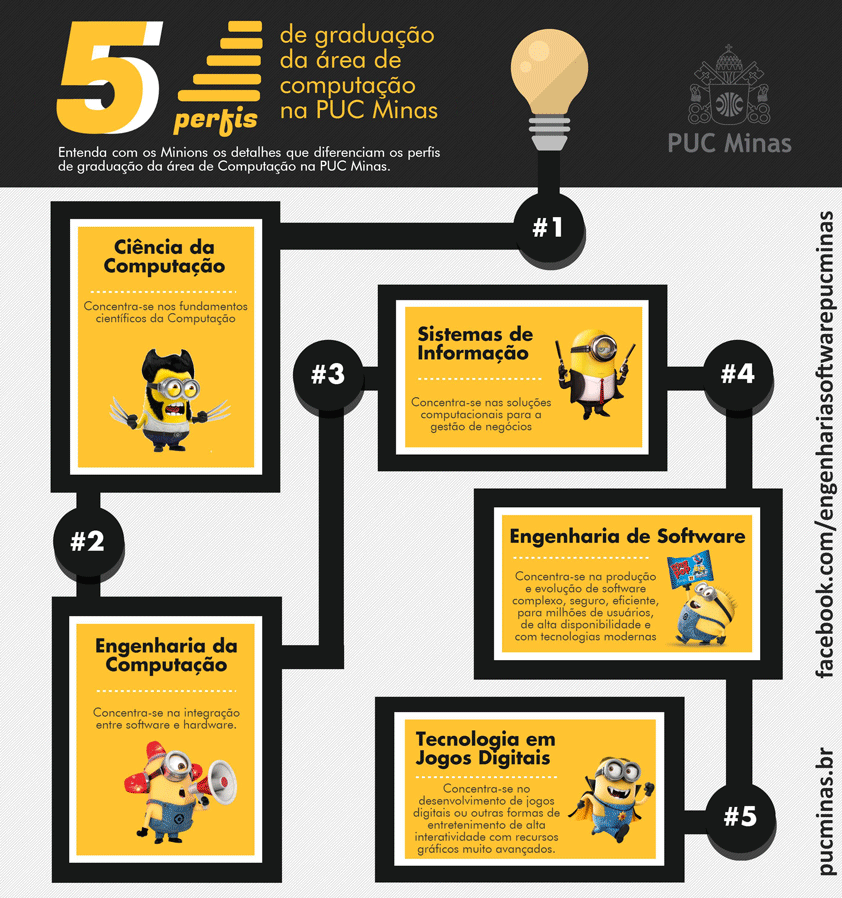 5
perfis
de graduação
da área de
computação
na PUC Minas
Entenda com os Minions os detalhes que diferenciam os perfis
de graduação da área de Computação na PUC Minas.
PUC Minas
#1
Ciência da
Computação
Concentra-se nos fundamentos
científicos da Computação
#2
Engenharia da
Computação
Concentra-se na integração
entre software e hardware.
#3
Sistemas de
Informação
Concentra-se nas soluções
computacionais para a
gestão de negócios
#4
Engenharia de Software
Concentra-se na produção
e evolução de software
complexo, seguro, eficiente,
para milhões de usuários,
de alta disponibilidade e
com tecnologias modernas
#5
Tecnologia em
Jogos Digitais
Concentra-se no
desenvolvimento de jogos
digitais ou outras formas de
entretenimento de alta
interatividade com recursos
gráficos muito avançados.
facebook.com/engenhariasoftwarepucminas
pucminas.br